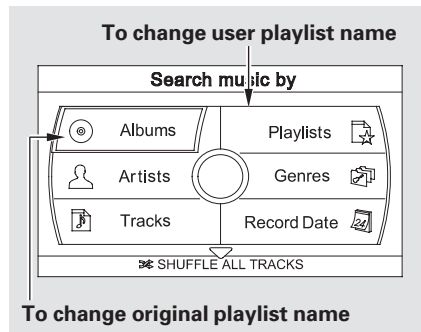 To change user playlist name
Search music by
Albums
Playlists
Artists
Genres
Tracks
Record Date
24
SHUFFLE ALL TRACKS
To change original playlist name